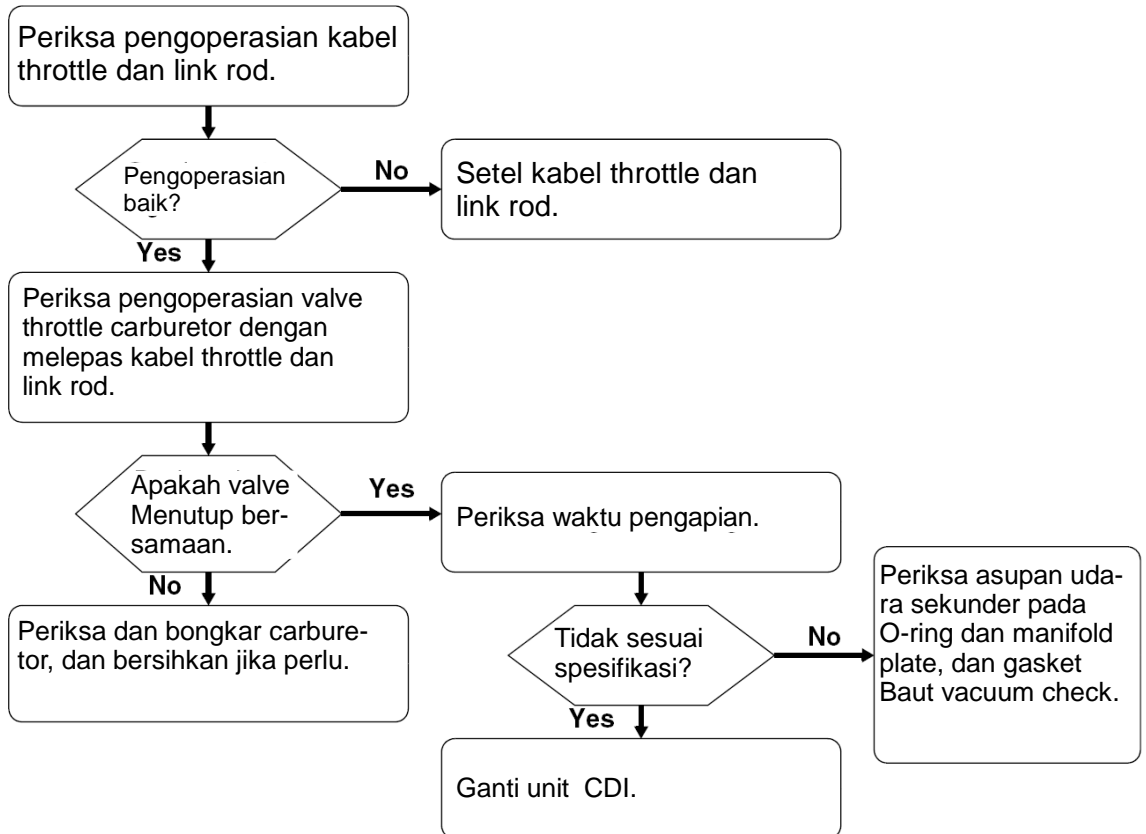 Periksa pengoperasian kabel
throttle dan link rod.
Pengoperasian
baik?
No
Setel kabel throttle dan
link rod.
Yes
Periksa pengoperasian valve
throttle carburetor dengan
melepas kabel throttle dan
link rod.
Apakah valve
Menutup ber-
samaan.
Yes
Periksa waktu pengapian.
No
Periksa dan bongkar carbure-
tor, dan bersihkan jika perlu.
Tidak sesuai
spesifikasi?
No
Periksa asupan uda-
ra sekunder pada
O-ring dan manifold
plate, dan gasket
Baut vacuum check.
Yes
Ganti unit CDI.